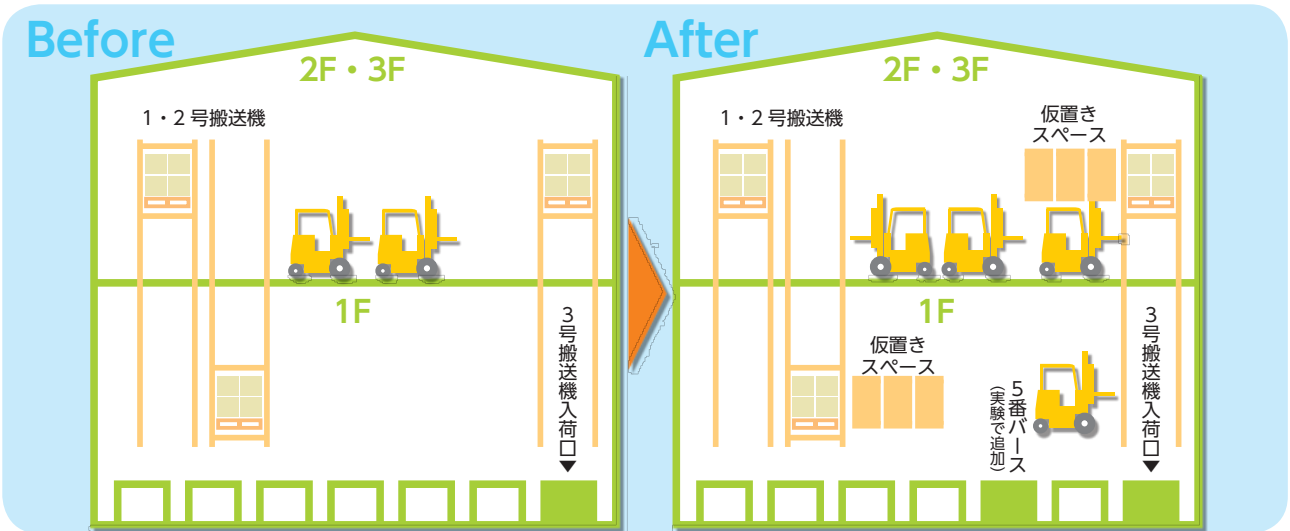 Before
2F・3F
1・2号搬送機
1F
3号搬送機入荷口▼
After
2F・3F
1・2号搬送機
仮置き
スペース
1F
仮置き
スペース
5番バース
（実験で追加）
3号搬送機入荷口▼